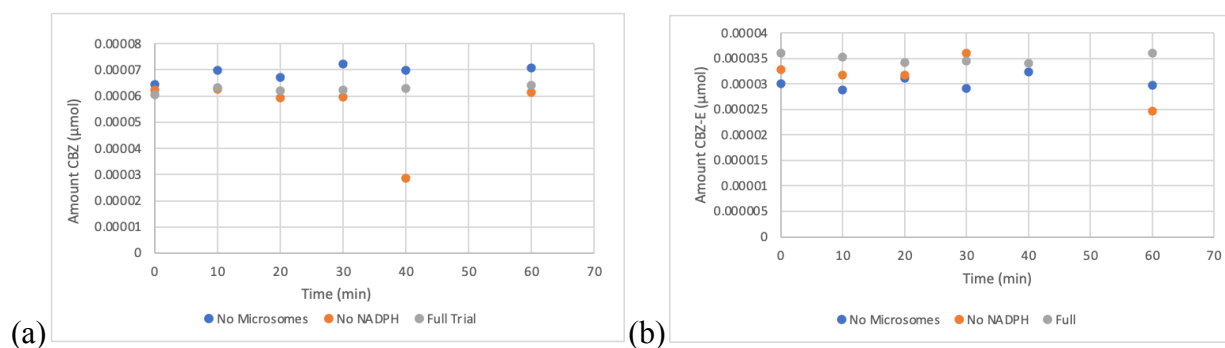 Amount CBZ (µmol)
0.00008
0.00007
0.00006
0.00005
0.00004
0.00003
0.00002
0.00001
0
0 10 20 30 40 50 60 70
Time (min)
No Microsomes No NADPH Full Trial
(a)
Amount CBZ-E (µmol)
0.00004
0.000035
0.00003
0.000025
0.00002
0.000015
0.00001
0.000005
0
0 10 20 30 40 50 60 70
Time (min)
No Microsomes No NADPH Full
(b)